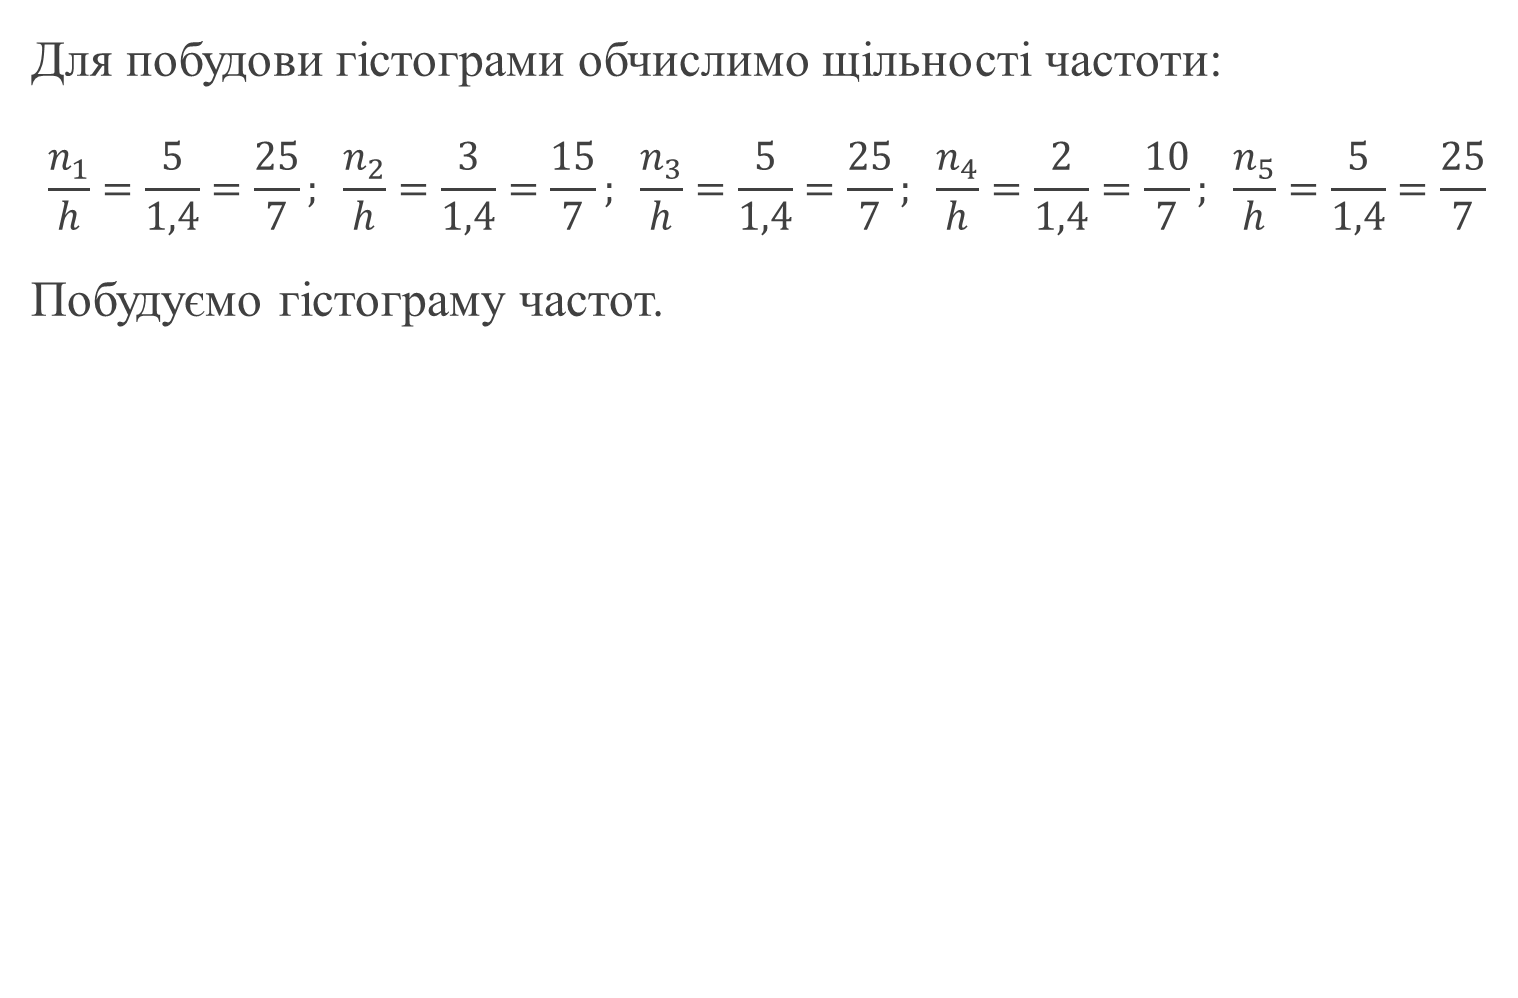 Для побудови гістограми обчислимо щільності частоти:
n₁/h = 5/1,4 = 25/7; n₂/h = 3/1,4 = 15/7; n₃/h = 5/1,4 = 25/7; n₄/h = 2/1,4 = 10/7; n₅/h = 5/1,4 = 25/7
Побудуємо гістограму частот.